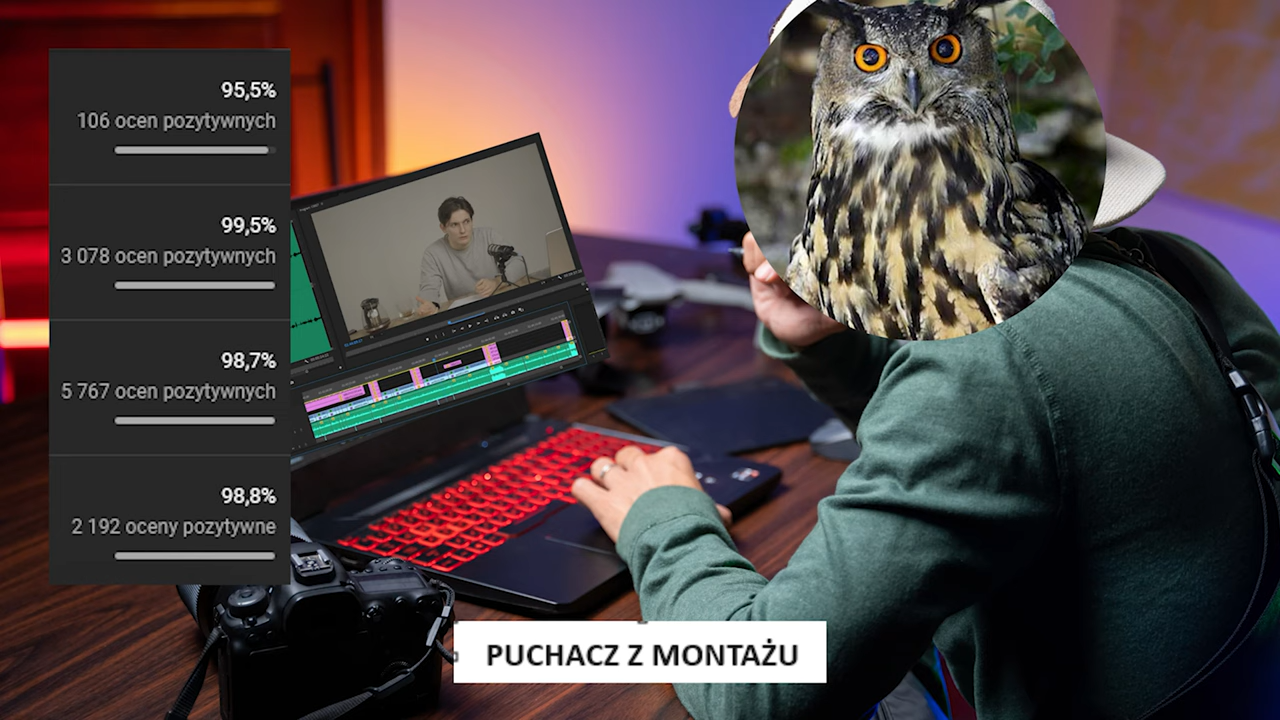 95,5%
106 ocen pozytywnych
99,5%
3 078 ocen pozytywnych
98,7%
5 767 ocen pozytywnych
98,8%
2 192 oceny pozytywne
PUCHACZ Z MONTAŻU